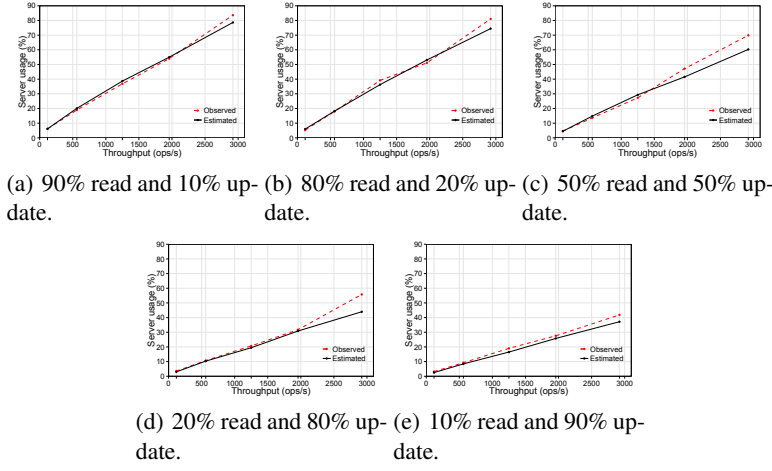 90
80
70
60
50
40
30
20
10
0
Server usage (%)
Observed
Estimated
0 500 1000 1500 2000 2500 3000
Throughput (ops/s)
90
80
70
60
50
40
30
20
10
0
Server usage (%)
Observed
Estimated
0 500 1000 1500 2000 2500 3000
Throughput (ops/s)
90
80
70
60
50
40
30
20
10
0
Server usage (%)
Observed
Estimated
0 500 1000 1500 2000 2500 3000
Throughput (ops/s)
(a) 90% read and 10% up-
date.
(b) 80% read and 20% up-
date.
(c) 50% read and 50% up-
date.
90
80
70
60
50
40
30
20
10
0
Server usage (%)
Observed
Estimated
0 500 1000 1500 2000 2500 3000
Throughput (ops/s)
90
80
70
60
50
40
30
20
10
0
Server usage (%)
Observed
Estimated
0 500 1000 1500 2000 2500 3000
Throughput (ops/s)
(d) 20% read and 80% up-
date.
(e) 10% read and 90% up-
date.